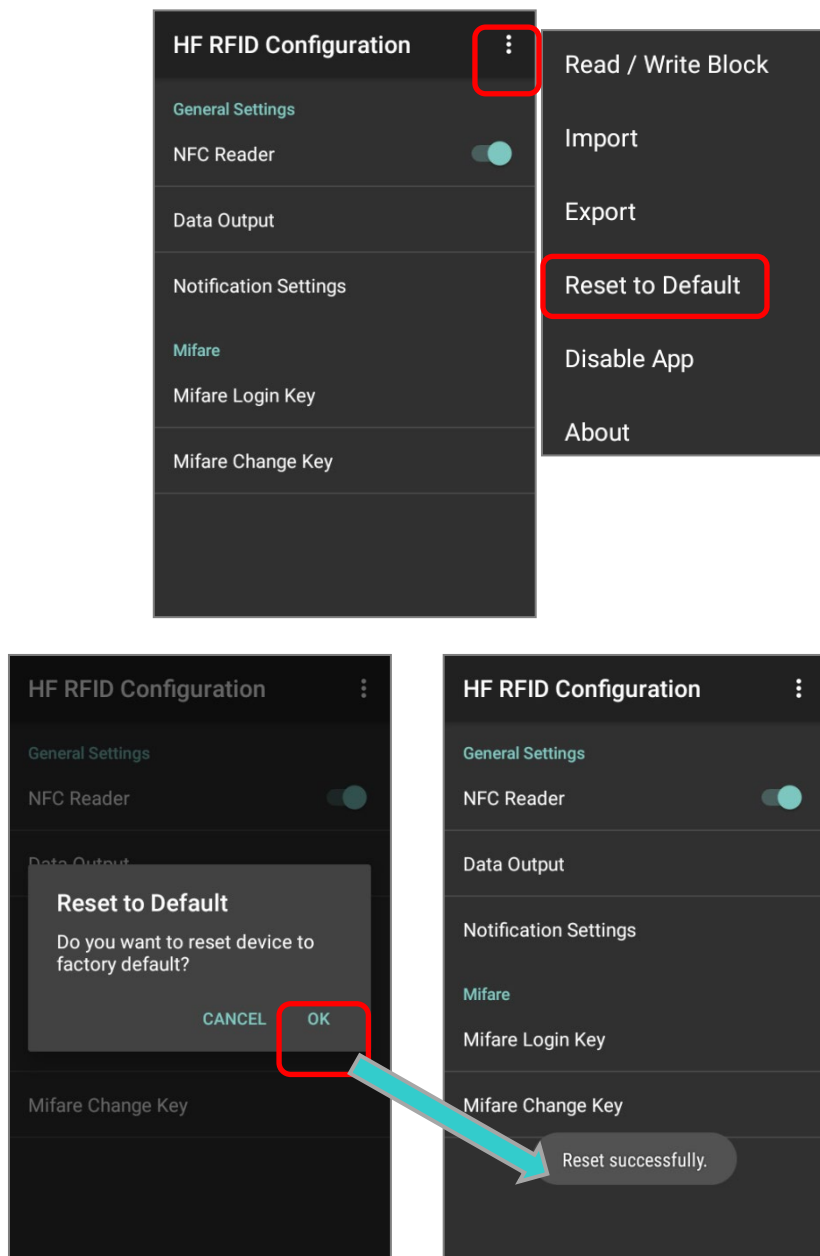 HF RFID Configuration
General Settings
NFC Reader
Data Output
Notification Settings
Mifare
Mifare Login Key
Mifare Change Key
Read / Write Block
Import
Export
Reset to Default
Disable App
About
HF RFID Configuration
General Settings
NFC Reader
Data Output
Reset to Default
Do you want to reset device to
factory default?
CANCEL OK
Mifare Change Key
HF RFID Configuration
General Settings
NFC Reader
Data Output
Notification Settings
Mifare
Mifare Login Key
Mifare Change Key
Reset successfully.